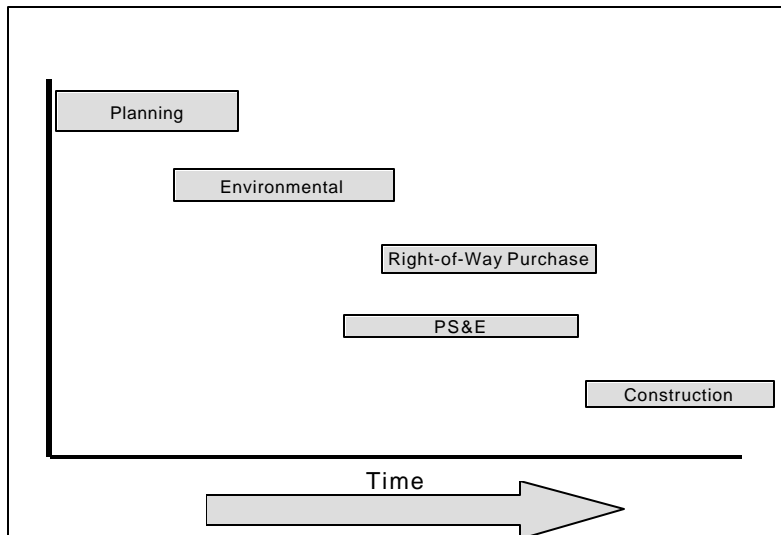 Planning
Environmental
Right-of-Way Purchase
PS&E
Construction
Time